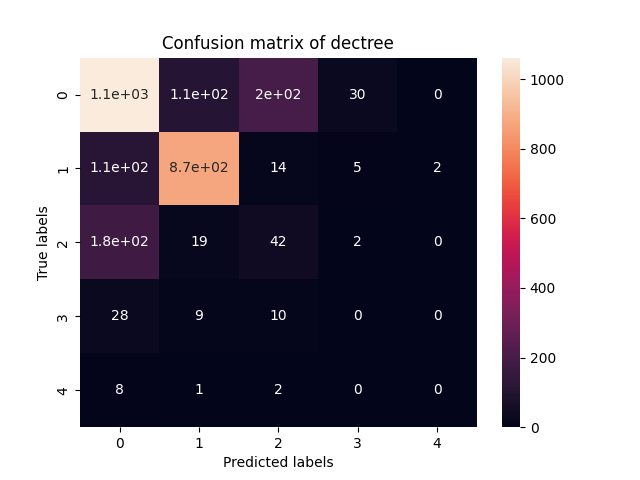 Confusion matrix of dectree
0 1.1e+03 1.1e+02 2e+02 30 0
1 1.1e+02 8.7e+02 14 5 2
2 1.8e+02 19 42 2 0
3 28 9 10 0 0
4 8 1 2 0 0
0 1 2 3 4
Predicted labels
True labels
1000
800
600
400
200
0